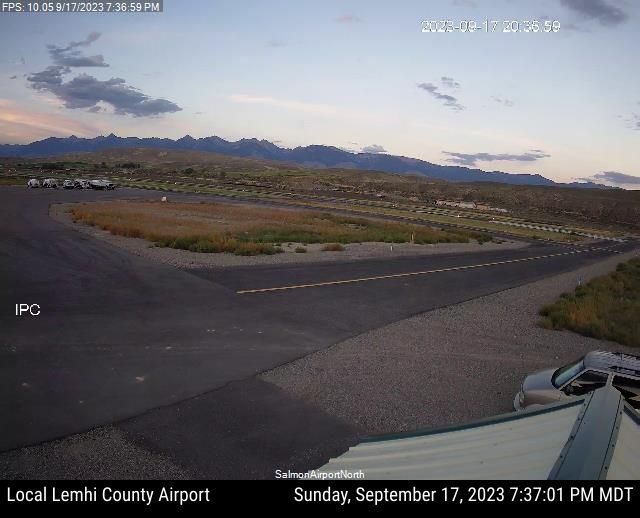 FPS: 10.05 9/17/2023 7:36:59 PM
2023-09-17 20:36:59
IPC
SalmonAirportNorth
Local Lemhi County Airport
Sunday, September 17, 2023 7:37:01 PM MDT